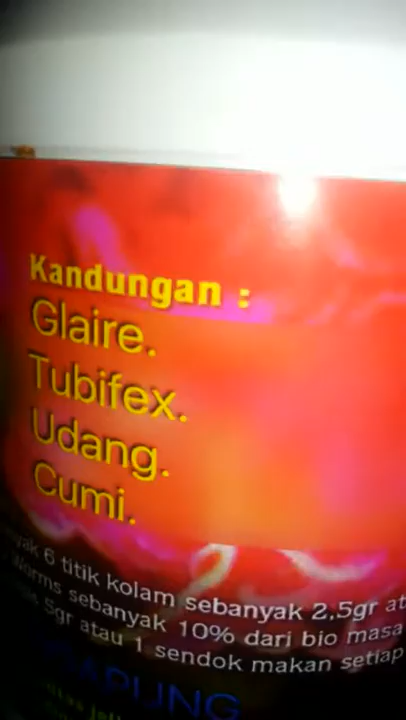 Kandungan :
Glaire.
Tubifex.
Udang.
Cumi.
6 titik kolam sebanyak 2,5gr
Worms sebanyak 10% dari bio masa
5gr atau 1 sendok makan setiap